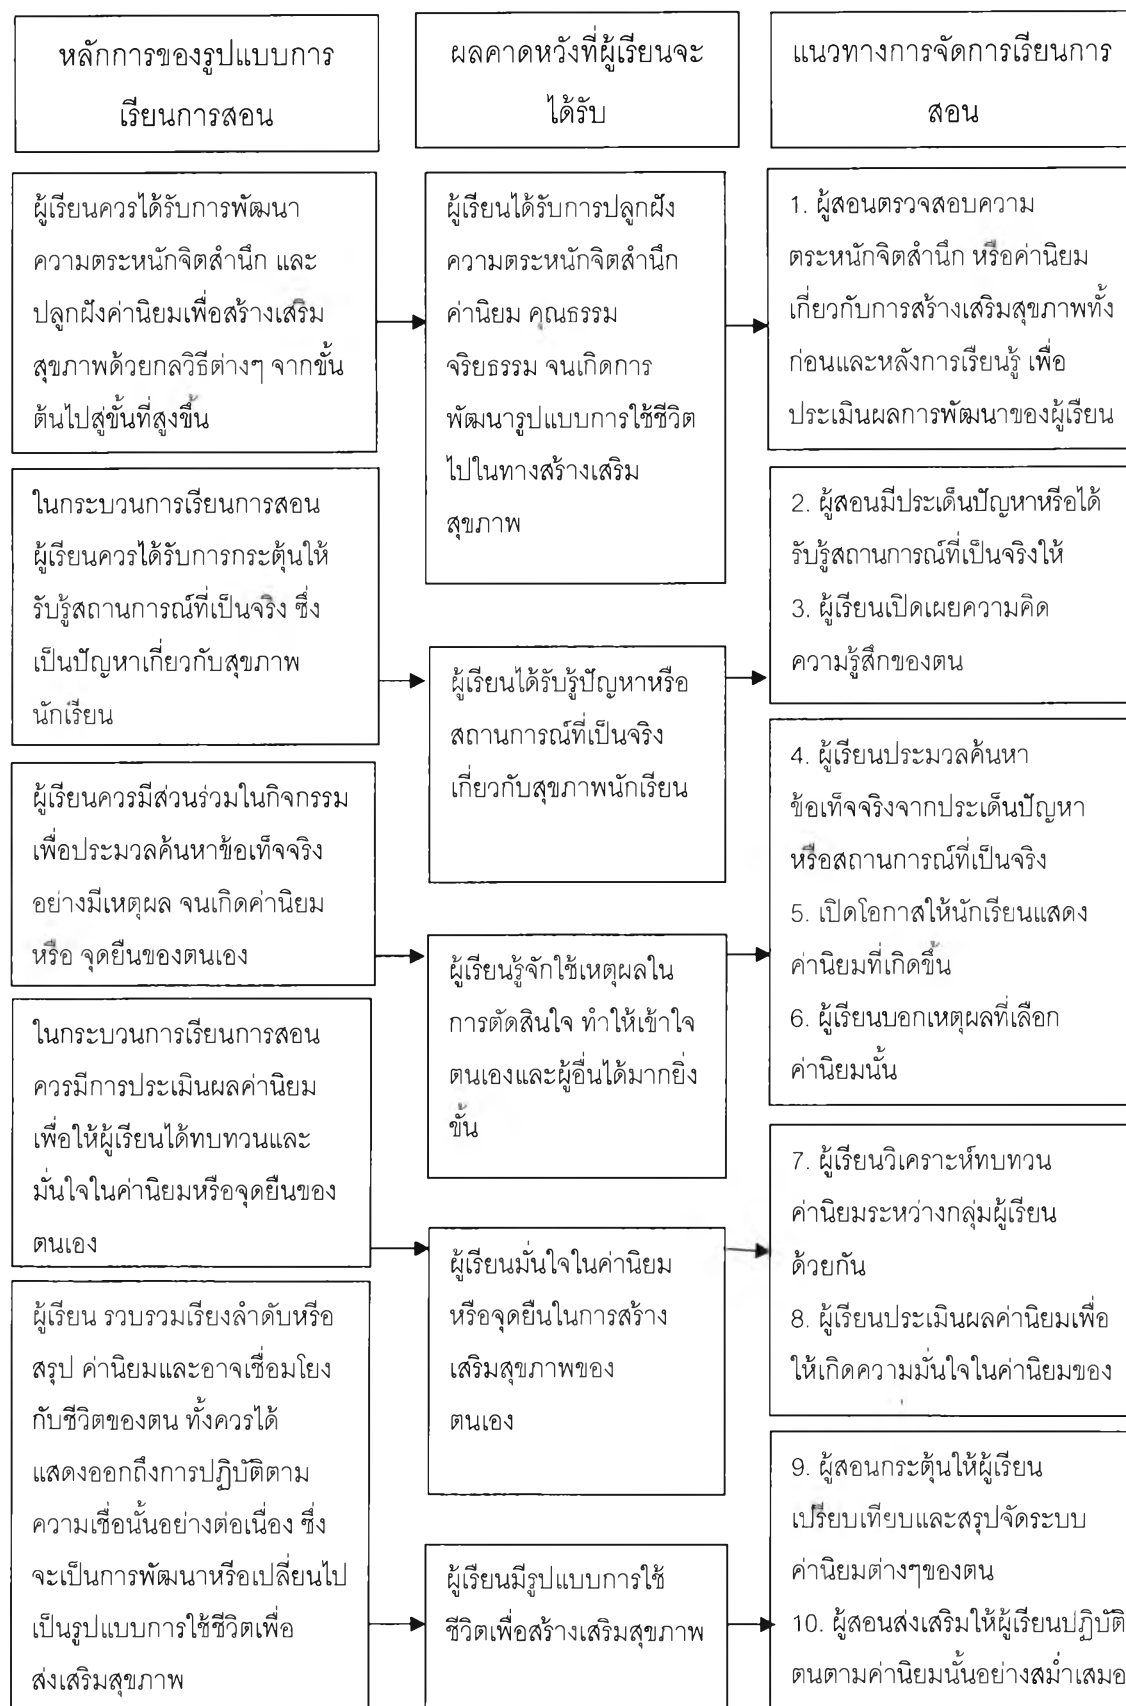 หลักการของรูปแบบการ
เรียนการสอน
ผลคาดหวังที่ผู้เรียนจะ
ได้รับ
แนวทางการจัดการเรียนการ
สอน
ผู้เรียนควรได้รับการพัฒนา
ความตระหนักจิตสำนึก และ
ปลูกฝังค่านิยมเพื่อสร้างเสริม
สุขภาพด้วยกลวิธีต่างๆ จากขั้น
ต้นไปสู่ขั้นที่สูงขึ้น
ผู้เรียนได้รับการปลูกฝัง
ความตระหนักจิตสำนึก
ค่านิยม คุณธรรม
จริยธรรม จนเกิดการ
พัฒนารูปแบบการใช้ชีวิต
ไปในทางสร้างเสริม
สุขภาพ
1. ผู้สอนตรวจสอบความ
ตระหนักจิตสำนึก หรือค่านิยม
เกี่ยวกับการสร้างเสริมสุขภาพทั้ง
ก่อนและหลังการเรียนรู้ เพื่อ
ประเมินผลการพัฒนาของผู้เรียน
ในกระบวนการเรียนการสอน
ผู้เรียนควรได้รับการกระตุ้นให้
รับรู้สถานการณ์ที่เป็นจริง ซึ่ง
เป็นปัญหาเกี่ยวกับสุขภาพ
นักเรียน
ผู้เรียนได้รับรู้ปัญหาหรือ
สถานการณ์ที่เป็นจริง
เกี่ยวกับสุขภาพนักเรียน
2. ผู้สอนมีประเด็นปัญหาหรือได้
รับรู้สถานการณ์ที่เป็นจริงให้
3. ผู้เรียนเปิดเผยความคิด
ความรู้สึกของตน
ผู้เรียนควรมีส่วนร่วมในกิจกรรม
เพื่อประมวลค้นหาข้อเท็จจริง
อย่างมีเหตุผล จนเกิดค่านิยม
หรือ จุดยืนของตนเอง
ผู้เรียนรู้จักใช้เหตุผลใน
การตัดสินใจ ทำให้เข้าใจ
ตนเองและผู้อื่นได้มากยิ่ง
ขึ้น
4. ผู้เรียนประมวลค้นหา
ข้อเท็จจริงจากประเด็นปัญหา
หรือสถานการณ์ที่เป็นจริง
5. เปิดโอกาสให้นักเรียนแสดง
ค่านิยมที่เกิดขึ้น
6. ผู้เรียนบอกเหตุผลที่เลือก
ค่านิยมนั้น
ในกระบวนการเรียนการสอน
ควรมีการประเมินผลค่านิยม
เพื่อให้ผู้เรียนได้ทบทวนและ
มั่นใจในค่านิยมหรือจุดยืนของ
ตนเอง
ผู้เรียนมั่นใจในค่านิยม
หรือจุดยืนในการสร้าง
เสริมสุขภาพของ
ตนเอง
7. ผู้เรียนวิเคราะห์ทบทวน
ค่านิยมระหว่างกลุ่มผู้เรียน
ด้วยกัน
8. ผู้เรียนประเมินผลค่านิยมเพื่อ
ให้เกิดความมั่นใจในค่านิยมของ
ผู้เรียน รวบรวมเรียงลำดับหรือ
สรุป ค่านิยมและอาจเชื่อมโยง
กับชีวิตของตน ทั้งควรได้
แสดงออกถึงการปฏิบัติตาม
ความเชื่อนั้นอย่างต่อเนื่อง ซึ่ง
จะเป็นการพัฒนาหรือเปลี่ยนไป
เป็นรูปแบบการใช้ชีวิตเพื่อ
ส่งเสริมสุขภาพ
ผู้เรียนมีรูปแบบการใช้
ชีวิตเพื่อสร้างเสริมสุขภาพ
9. ผู้สอนกระตุ้นให้ผู้เรียน
เปรียบเทียบและสรุปจัดระบบ
ค่านิยมต่างๆของตน
10. ผู้สอนส่งเสริมให้ผู้เรียนปฏิบัติ
ตนตามค่านิยมนั้นอย่างสม่ำเสมอ